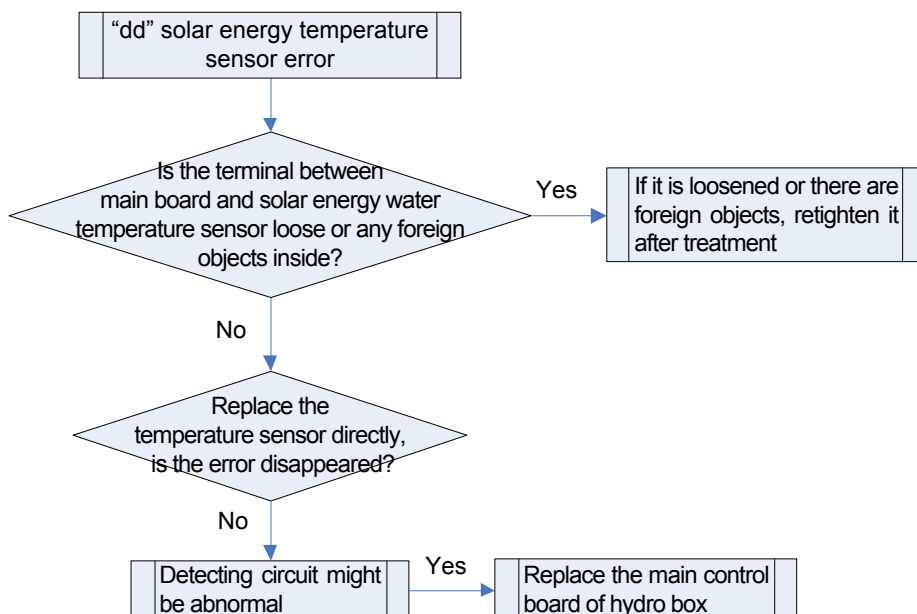 “dd” solar energy temperature
sensor error
Is the terminal between
main board and solar energy water
temperature sensor loose or any foreign
objects inside?
Yes
If it is loosened or there are
foreign objects, retighten it
after treatment
No
Replace the
temperature sensor directly,
is the error disappeared?
No
Detecting circuit might
be abnormal
Yes
Replace the main control
board of hydro box